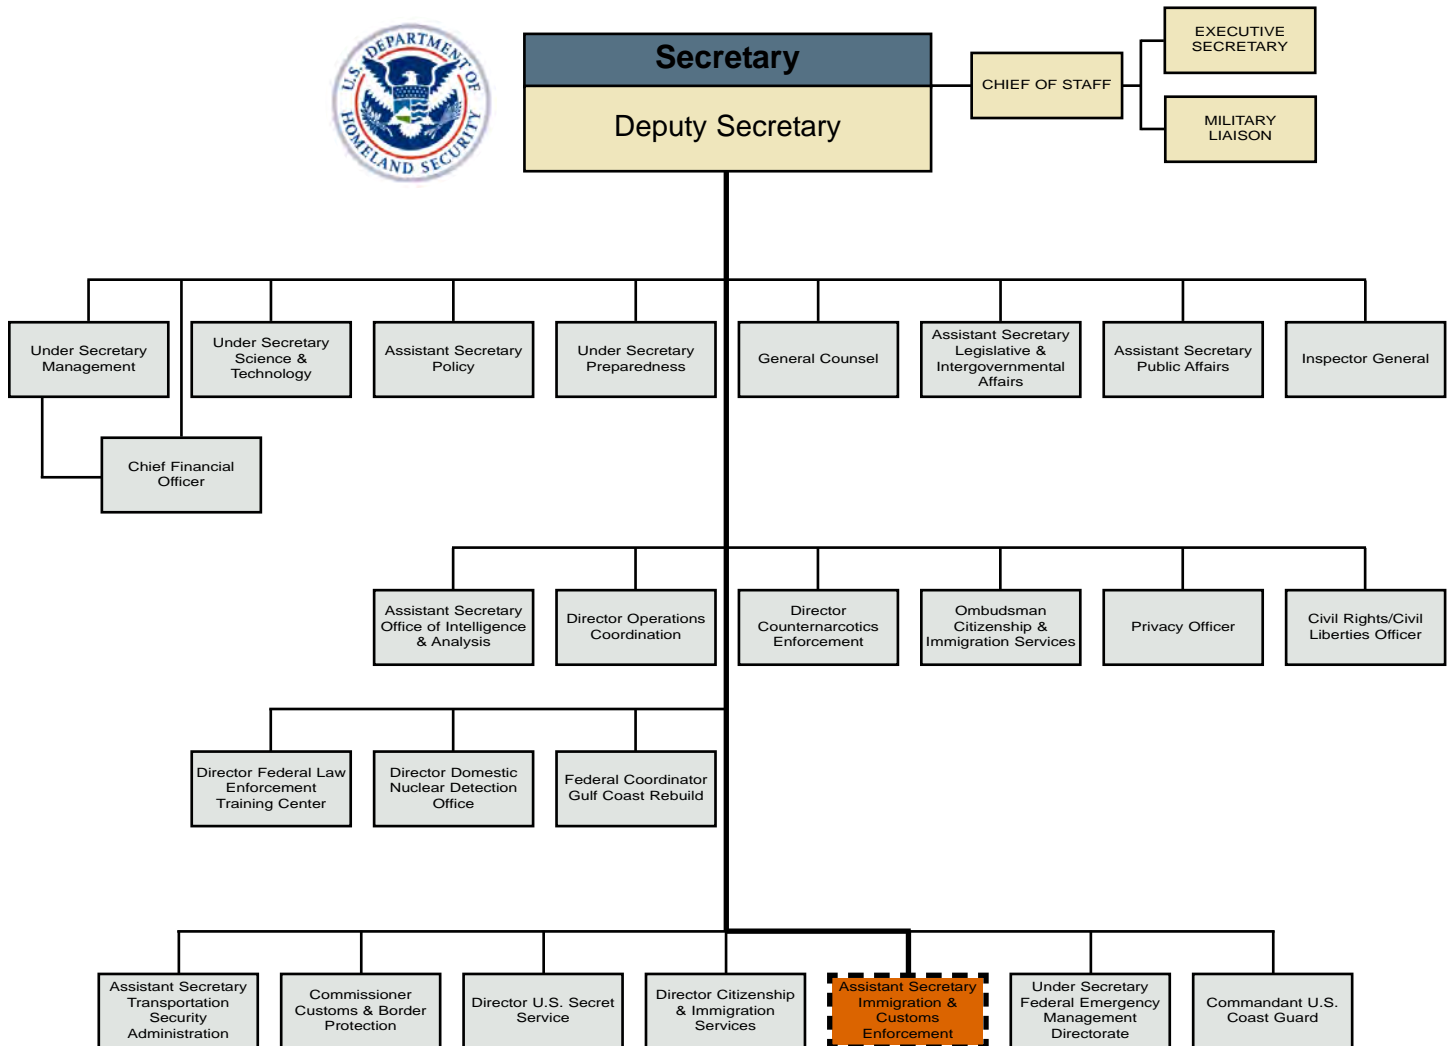 U.S. DEPARTMENT OF
HOMELAND SECURITY
Secretary
Deputy Secretary
CHIEF OF STAFF
EXECUTIVE
SECRETARY
MILITARY
LIAISON
Under Secretary
Management
Under Secretary
Science &
Technology
Assistant Secretary
Policy
Under Secretary
Preparedness
General Counsel
Assistant Secretary
Legislative &
Intergovernmental
Affairs
Assistant Secretary
Public Affairs
Inspector General
Chief Financial
Officer
Assistant Secretary
Office of Intelligence
& Analysis
Director Operations
Coordination
Director
Counternarcotics
Enforcement
Ombudsman
Citizenship &
Immigration Services
Privacy Officer
Civil Rights/Civil
Liberties Officer
Director Federal Law
Enforcement
Training Center
Director Domestic
Nuclear Detection
Office
Federal Coordinator
Gulf Coast Rebuild
Assistant Secretary
Transportation
Security
Administration
Commissioner
Customs & Border
Protection
Director U.S. Secret
Service
Director Citizenship
& Immigration
Services
Assistant Secretary
Immigration &
Customs
Enforcement
Under Secretary
Federal Emergency
Management
Directorate
Commandant U.S.
Coast Guard